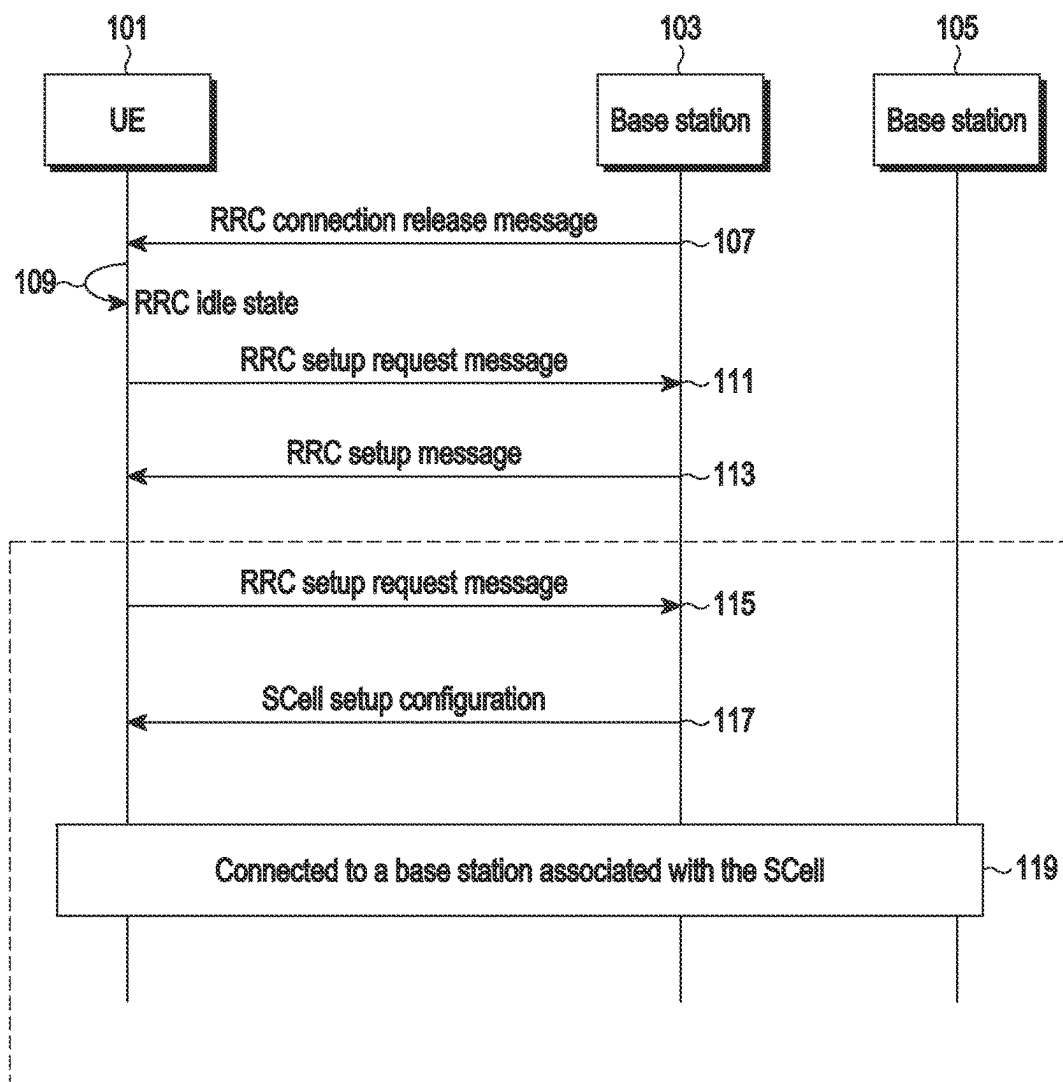 101
103
105
UE
Base station
Base station
RRC connection release message
107
109
RRC idle state
RRC setup request message
111
RRC setup message
113
RRC setup request message
115
SCell setup configuration
117
Connected to a base station associated with the SCell
119